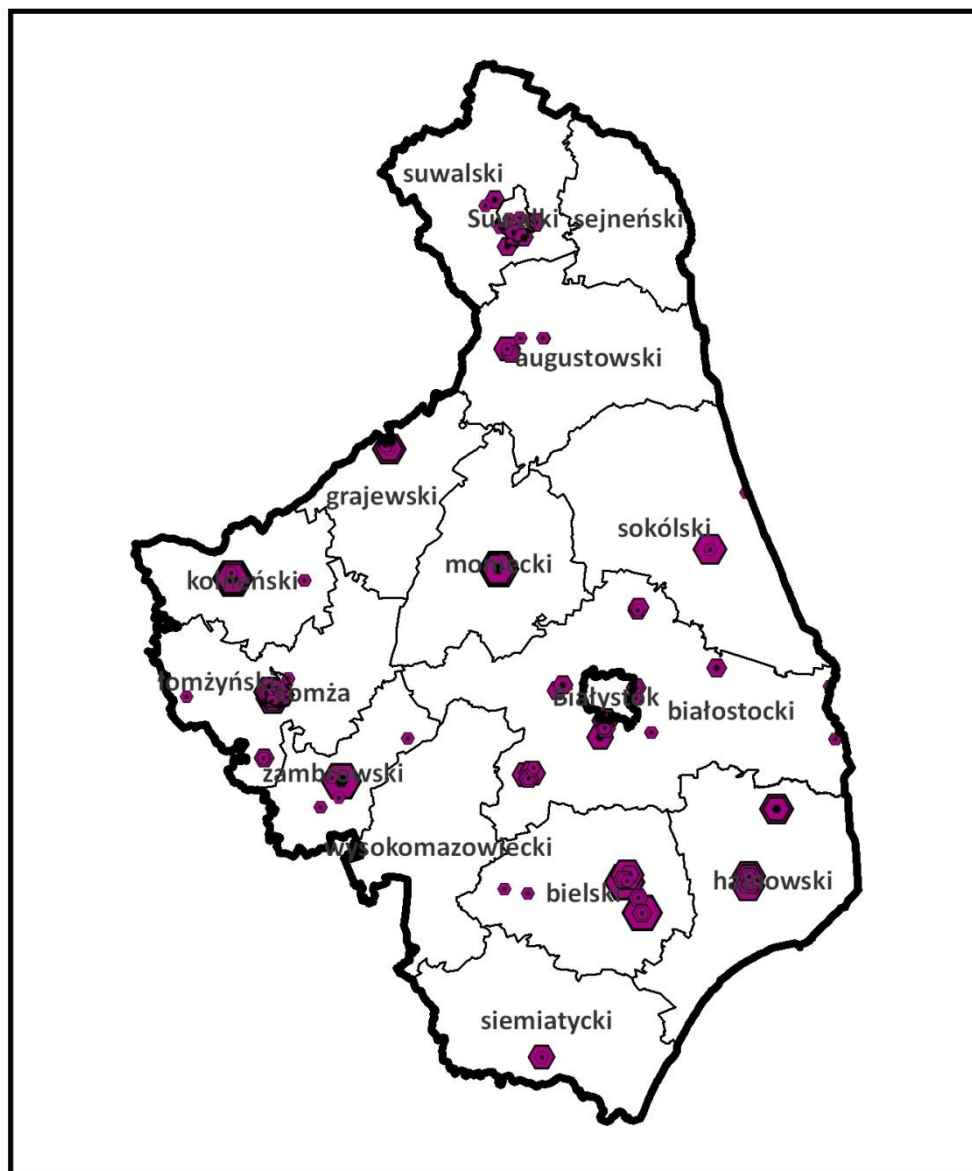 suwalski
Suwałki
sejneński
augustowski
grajewski
sokólski
moniecki
kolneński
łomżyński
Łomża
Białystok
białostocki
zambrowski
wysokomazowiecki
bielski
hajnowski
siemiatycki